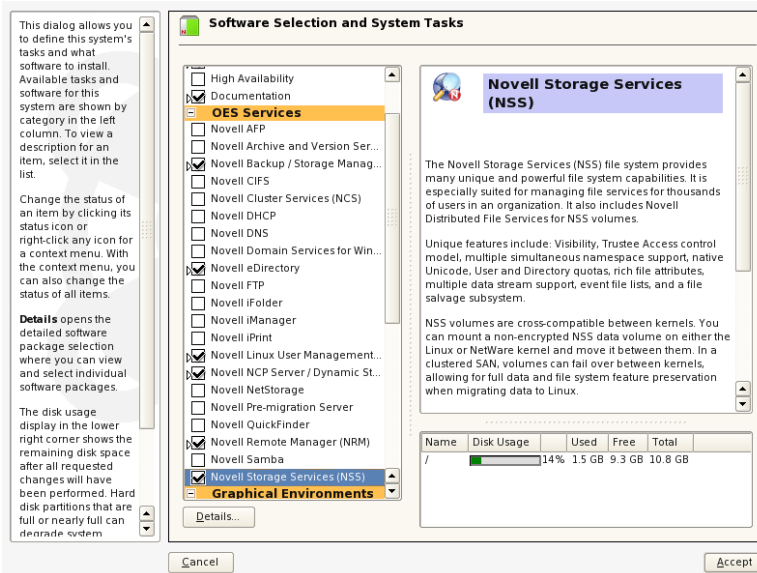 This dialog allows you
to define this system's
tasks and what
software to install.
Available tasks and
software for this
system are shown by
category in the left
column. To view a
description for an
item, select it in the
list.
Change the status of
an item by clicking its
status icon or
right-click any icon for
a context menu. With
the context menu, you
can also change the
status of all items.
Details opens the
detailed software
package selection
where you can view
and select individual
software packages.
The disk usage
display in the lower
right corner shows the
remaining disk space
after all requested
changes will have
been performed. Hard
disk partitions that are
full or nearly full can
degrade system
Software Selection and System Tasks
High Availability
Documentation
OES Services
Novell AFP
Novell Archive and Version Ser...
Novell Backup / Storage Manag...
Novell CIFS
Novell Cluster Services (NCS)
Novell DHCP
Novell DNS
Novell Domain Services for Win...
Novell eDirectory
Novell FTP
Novell iFolder
Novell iManager
Novell iPrint
Novell Linux User Management...
Novell NCP Server / Dynamic St...
Novell NetStorage
Novell Pre-migration Server
Novell QuickFinder
Novell Remote Manager (NRM)
Novell Samba
Novell Storage Services (NSS)
Graphical Environments
Details...
Novell Storage Services
(NSS)
The Novell Storage Services (NSS) file system provides
many unique and powerful file system capabilities. It is
especially suited for managing file services for thousands
of users in an organization. It also includes Novell
Distributed File Services for NSS volumes.
Unique features include: Visibility, Trustee Access control
model, multiple simultaneous namespace support, native
Unicode, User and Directory quotas, rich file attributes,
multiple data stream support, event file lists, and a file
salvage subsystem.
NSS volumes are cross-compatible between kernels. You
can mount a non-encrypted NSS data volume on either the
Linux or NetWare kernel and move it between them. In a
clustered SAN, volumes can fail over between kernels,
allowing for full data and file system feature preservation
when migrating data to Linux.
Name Disk Usage Used Free Total
/ 14% 1.5 GB 9.3 GB 10.8 GB
Cancel
Accept